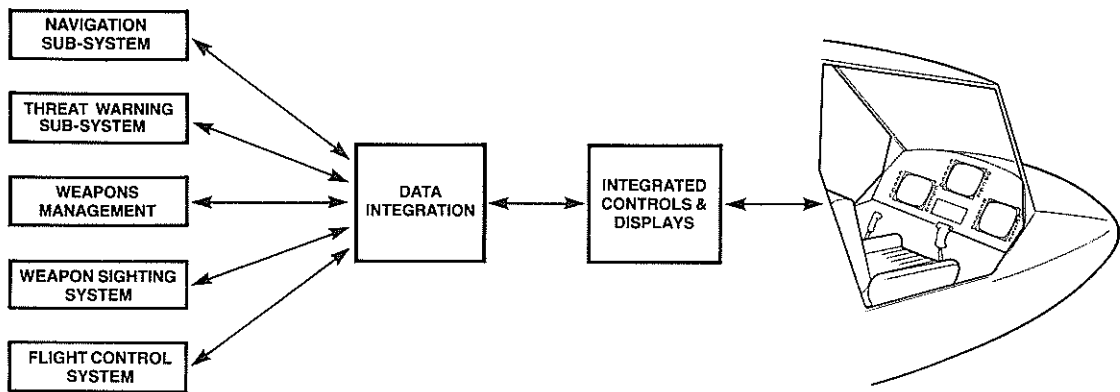 NAVIGATION
SUB-SYSTEM
THREAT WARNING
SUB-SYSTEM
WEAPONS
MANAGEMENT
WEAPON SIGHTING
SYSTEM
FLIGHT CONTROL
SYSTEM
DATA
INTEGRATION
INTEGRATED
CONTROLS &
DISPLAYS